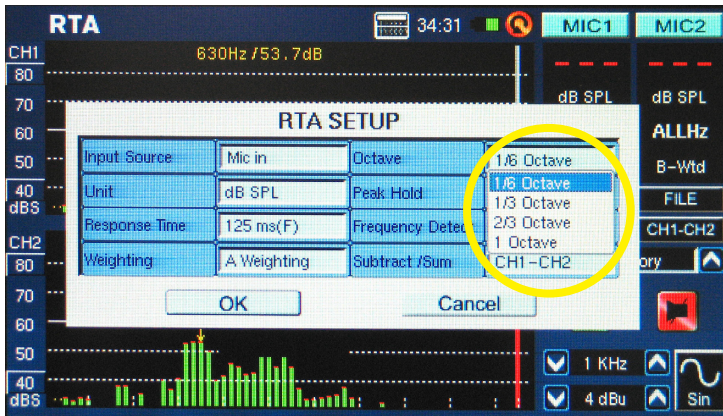 RTA
34:31
MIC1
MIC2
CH1
630Hz/53.7dB
80
70
60
50
40
dBS
CH2
80
70
60
50
40
dBS
--- ---
dB SPL
dB SPL
ALLHz
B-Wtd
FILE
CH1-CH2
ory
RTA SETUP
Input Source
Mic in
Octave
1/6 Octave
Unit
dB SPL
Peak Hold
1/6 Octave
1/3 Octave
2/3 Octave
1 Octave
Response Time
125 ms(F)
Frequency Detec
Weighting
A Weighting
Subtract /Sum
CH1-CH2
OK
Cancel
1 KHz
4 dBu
Sin